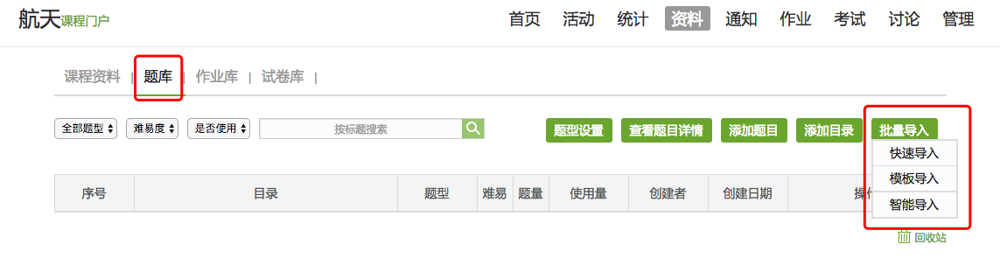 航天课程门户 首页 活动 统计 资料 通知 作业 考试 讨论 管理
课程资料 | 题库 | 作业库 | 试卷库 |
全部题型 难易度 是否使用 按标题搜索 题型设置 查看题目详情 添加题目 添加目录 批量导入
快速导入
模板导入
智能导入
序号 目录 题型 难易 题量 使用量 创建者 创建日期
回收站